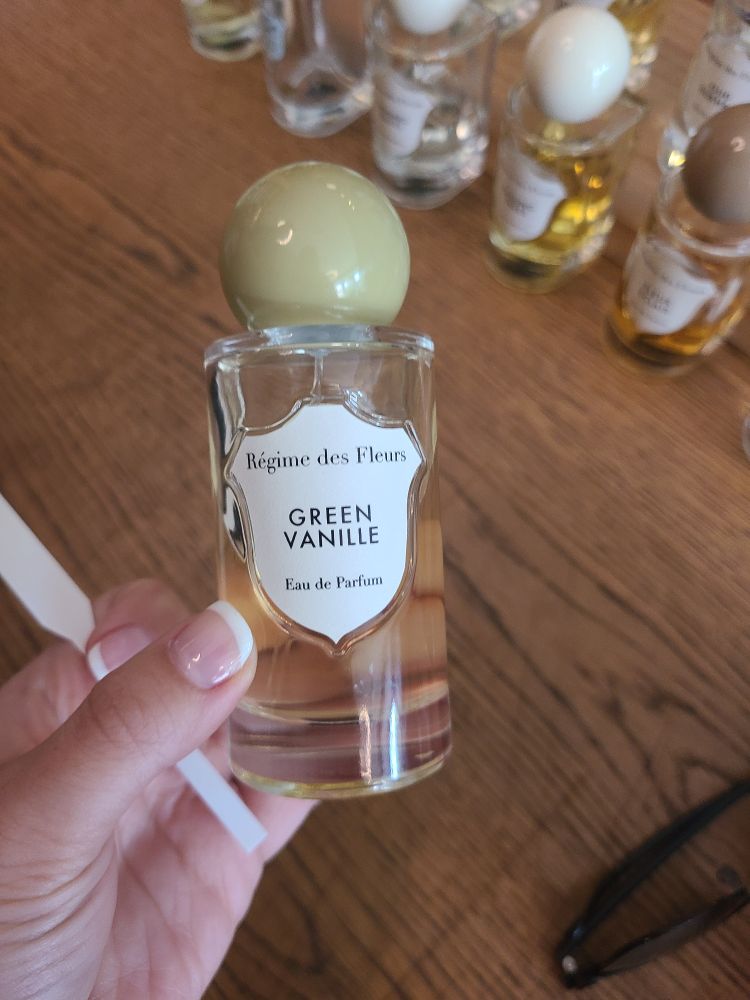 Régime des Fleurs
GREEN
VANILLE
Eau de Parfum